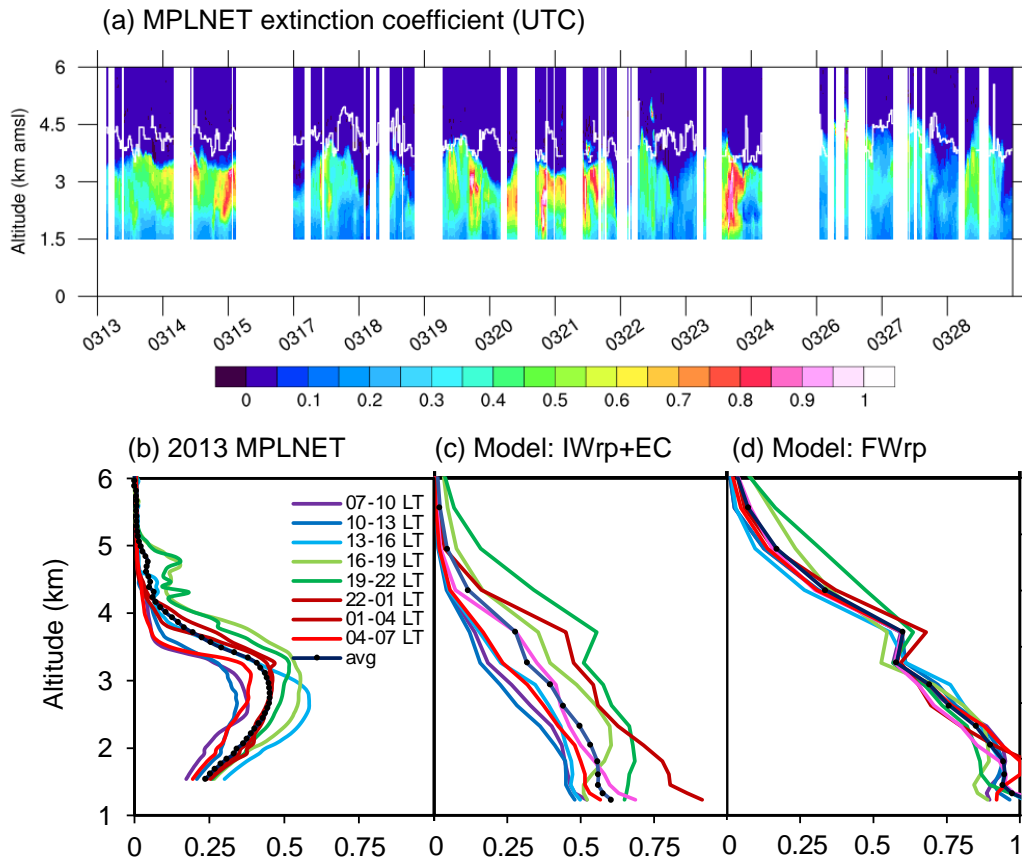 (a) MPLNET extinction coefficient (UTC)
Altitude (km amsl)
6
4.5
3
1.5
0
0313 0314 0315 0317 0318 0319 0320 0321 0322 0323 0324 0326 0327 0328
0 0.1 0.2 0.3 0.4 0.5 0.6 0.7 0.8 0.9 1
(b) 2013 MPLNET (c) Model: IWrp+EC (d) Model: FWrp
Altitude (km)
6
5
4
3
2
1
07-10 LT
10-13 LT
13-16 LT
16-19 LT
19-22 LT
22-01 LT
01-04 LT
04-07 LT
avg
0 0.25 0.5 0.75 0 0.25 0.5 0.75 0 0.25 0.5 0.75 1